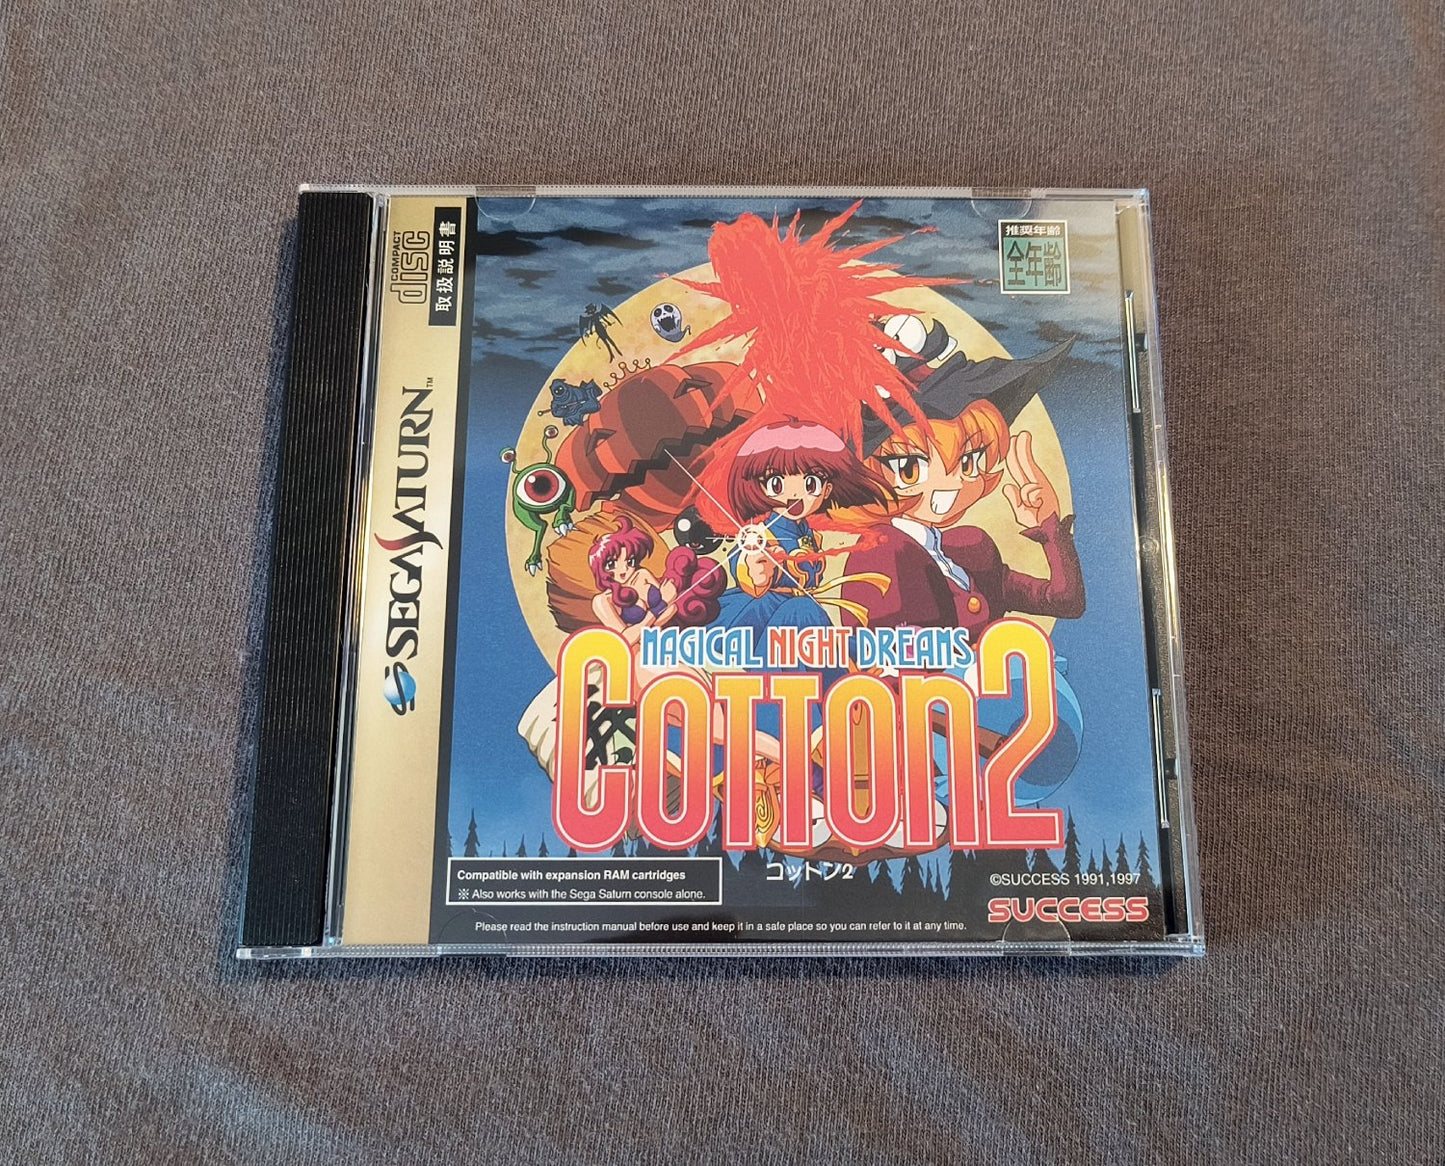 COMPACT
disc
取扱説明書
SEGA SATURN™
推奨年齢
全年齢
MAGICAL NIGHT DREAMS
COTTON2
コットン2
Compatible with expansion RAM cartridges
※ Also works with the Sega Saturn console alone.
©SUCCESS 1991,1997
SUCCESS
Please read the instruction manual before use and keep it in a safe place so you can refer to it at any time.